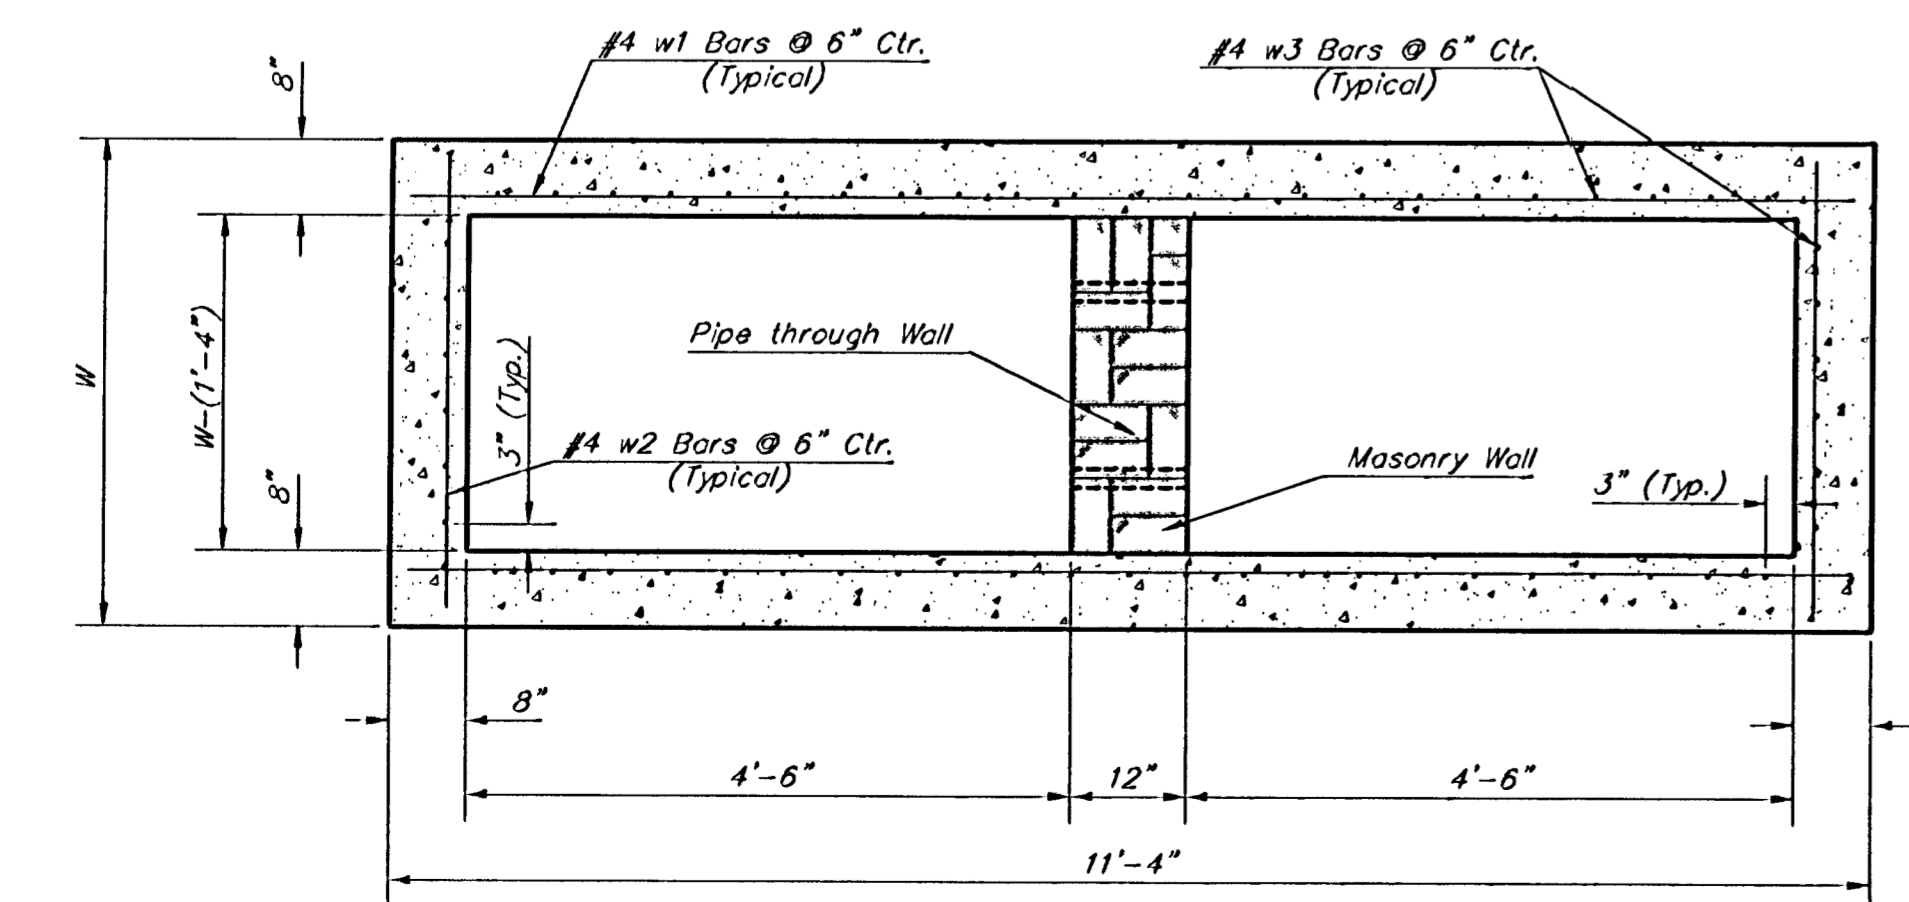 #4 w1 Bars @ 6" Ctr.
(Typical)
#4 w3 Bars @ 6" Ctr.
(Typical)
8"
W
W-(1'-4")
Pipe through Wall
3" (Typ.)
#4 w2 Bars @ 6" Ctr.
(Typical)
Masonry Wall
3" (Typ.)
8"
8"
4'-6"
12"
4'-6"
11'-4"